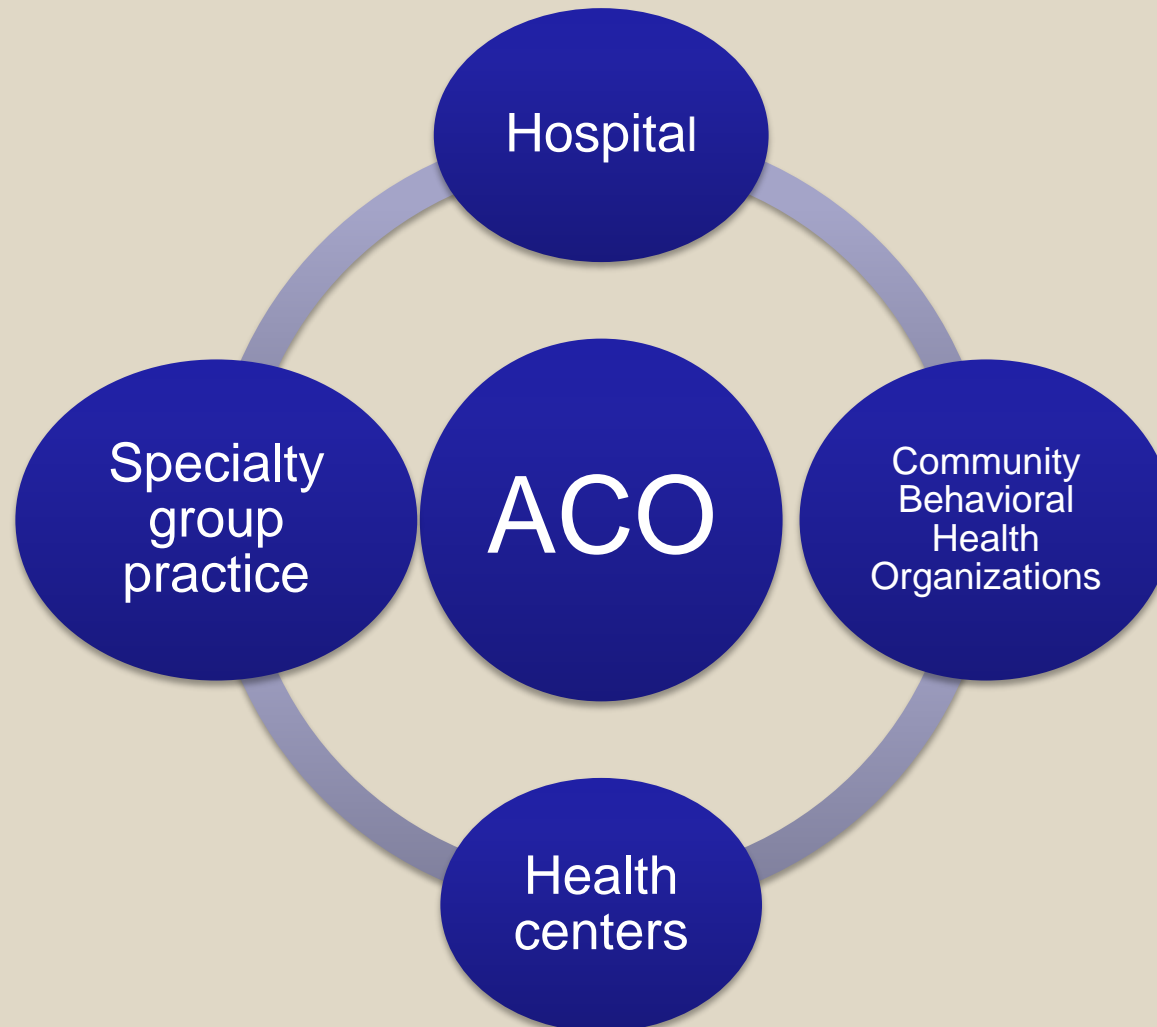 Hospital
Specialty
group
practice
ACO
Community
Behavioral
Health
Organizations
Health
centers